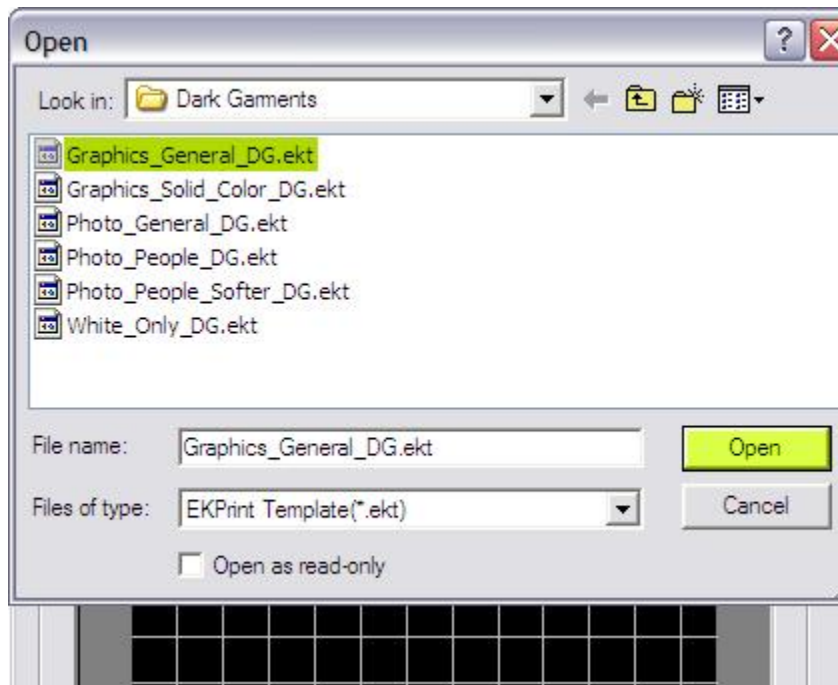 Open
Look in: Dark Garments
Graphics_General_DG.ekt
Graphics_Solid_Color_DG.ekt
Photo_General_DG.ekt
Photo_People_DG.ekt
Photo_People_Softer_DG.ekt
White_Only_DG.ekt
File name: Graphics_General_DG.ekt Open
Files of type: EKPrint Template(*.ekt) Cancel
Open as read-only